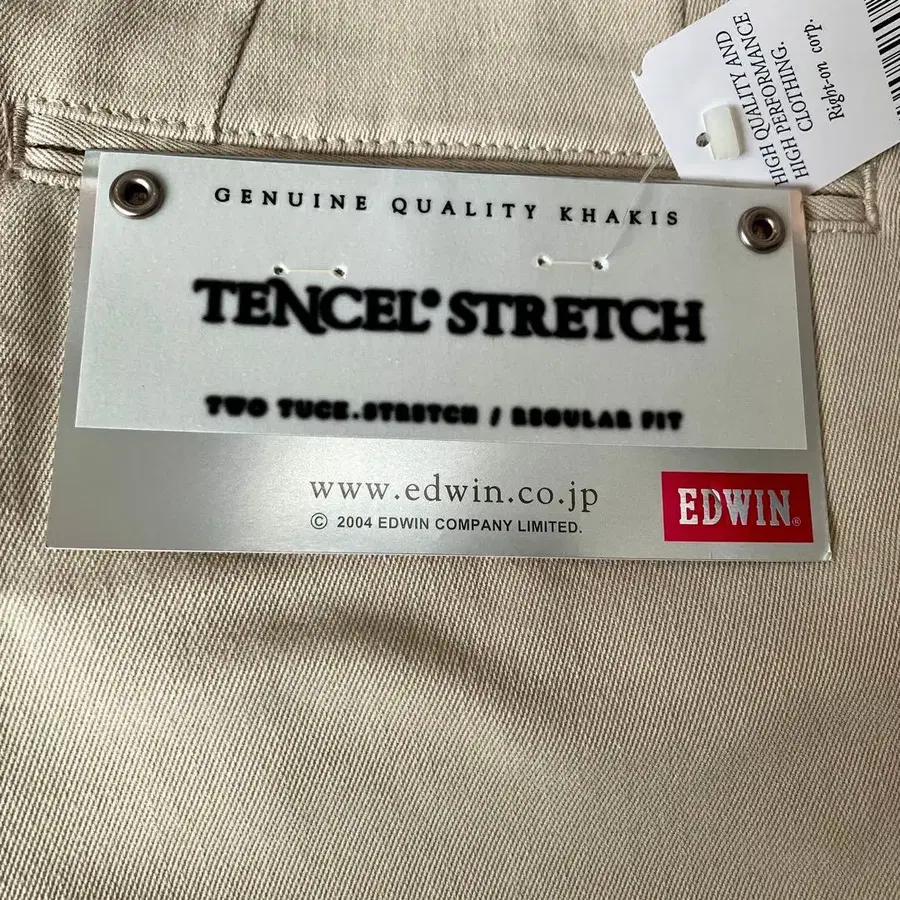 HIGH QUALITY AND
HIGH PERFORMANCE
CLOTHING.
Right-on corp.
GENUINE QUALITY KHAKIS
TENCEL® STRETCH
TWO TUCK.STRETCH / REGULAR FIT
www.edwin.co.jp
© 2004 EDWIN COMPANY LIMITED.
EDWIN®